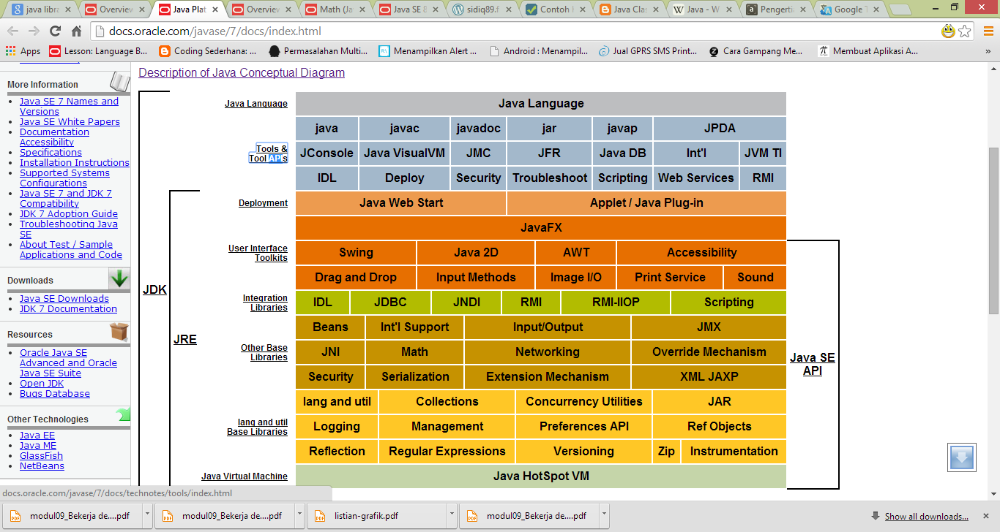 java libra
Overview
Java Plat
Overview
Math (Ja
Java SE 8
sidiq89.f
Contoh
Java Clas
Java - W
Pengerti
Google T
docs.oracle.com/javase/7/docs/index.html
Apps
Lesson: Language B...
Coding Sederhana: ...
Permasalahan Multi...
Menampilkan Alert ...
Android : Menampil...
Jual GPRS SMS Print...
Cara Gampang Me...
Membuat Aplikasi A...
»
More Information
Java SE 7 Names and
Versions
Java SE White Papers
Documentation
Accessibility
Specifications
Installation Instructions
Supported Systems
Configurations
Java SE 7 and JDK 7
Compatibility
JDK 7 Adoption Guide
Troubleshooting Java
SE
About Test / Sample
Applications and Code
Downloads
Java SE Downloads
JDK 7 Documentation
Resources
Oracle Java SE
Advanced and Oracle
Java SE Suite
Open JDK
Bugs Database
Other Technologies
Java EE
Java ME
GlassFish
NetBeans
Description of Java Conceptual Diagram
JDK
JRE
Java Language
Java Language
Tools &
Tool APIs
java javac javadoc jar javap JPDA
JConsole Java VisualVM JMC JFR Java DB Int'l JVM TI
IDL Deploy Security Troubleshoot Scripting Web Services RMI
Deployment
Java Web Start Applet / Java Plug-in
JavaFX
User Interface
Toolkits
Swing Java 2D AWT Accessibility
Drag and Drop Input Methods Image I/O Print Service Sound
Integration
Libraries
IDL JDBC JNDI RMI RMI-IIOP Scripting
Other Base
Libraries
Beans Int'l Support Input/Output JMX
JNI Math Networking Override Mechanism
Security Serialization Extension Mechanism XML JAXP
lang and util
Base Libraries
lang and util Collections Concurrency Utilities JAR
Logging Management Preferences API Ref Objects
Reflection Regular Expressions Versioning Zip Instrumentation
Java Virtual Machine
Java HotSpot VM
Java SE
API
docs.oracle.com/javase/7/docs/technotes/tools/index.html
modul09_Bekerja de....pdf
modul09_Bekerja de....pdf
listian-grafik.pdf
modul09_Bekerja de....pdf
Show all downloads...